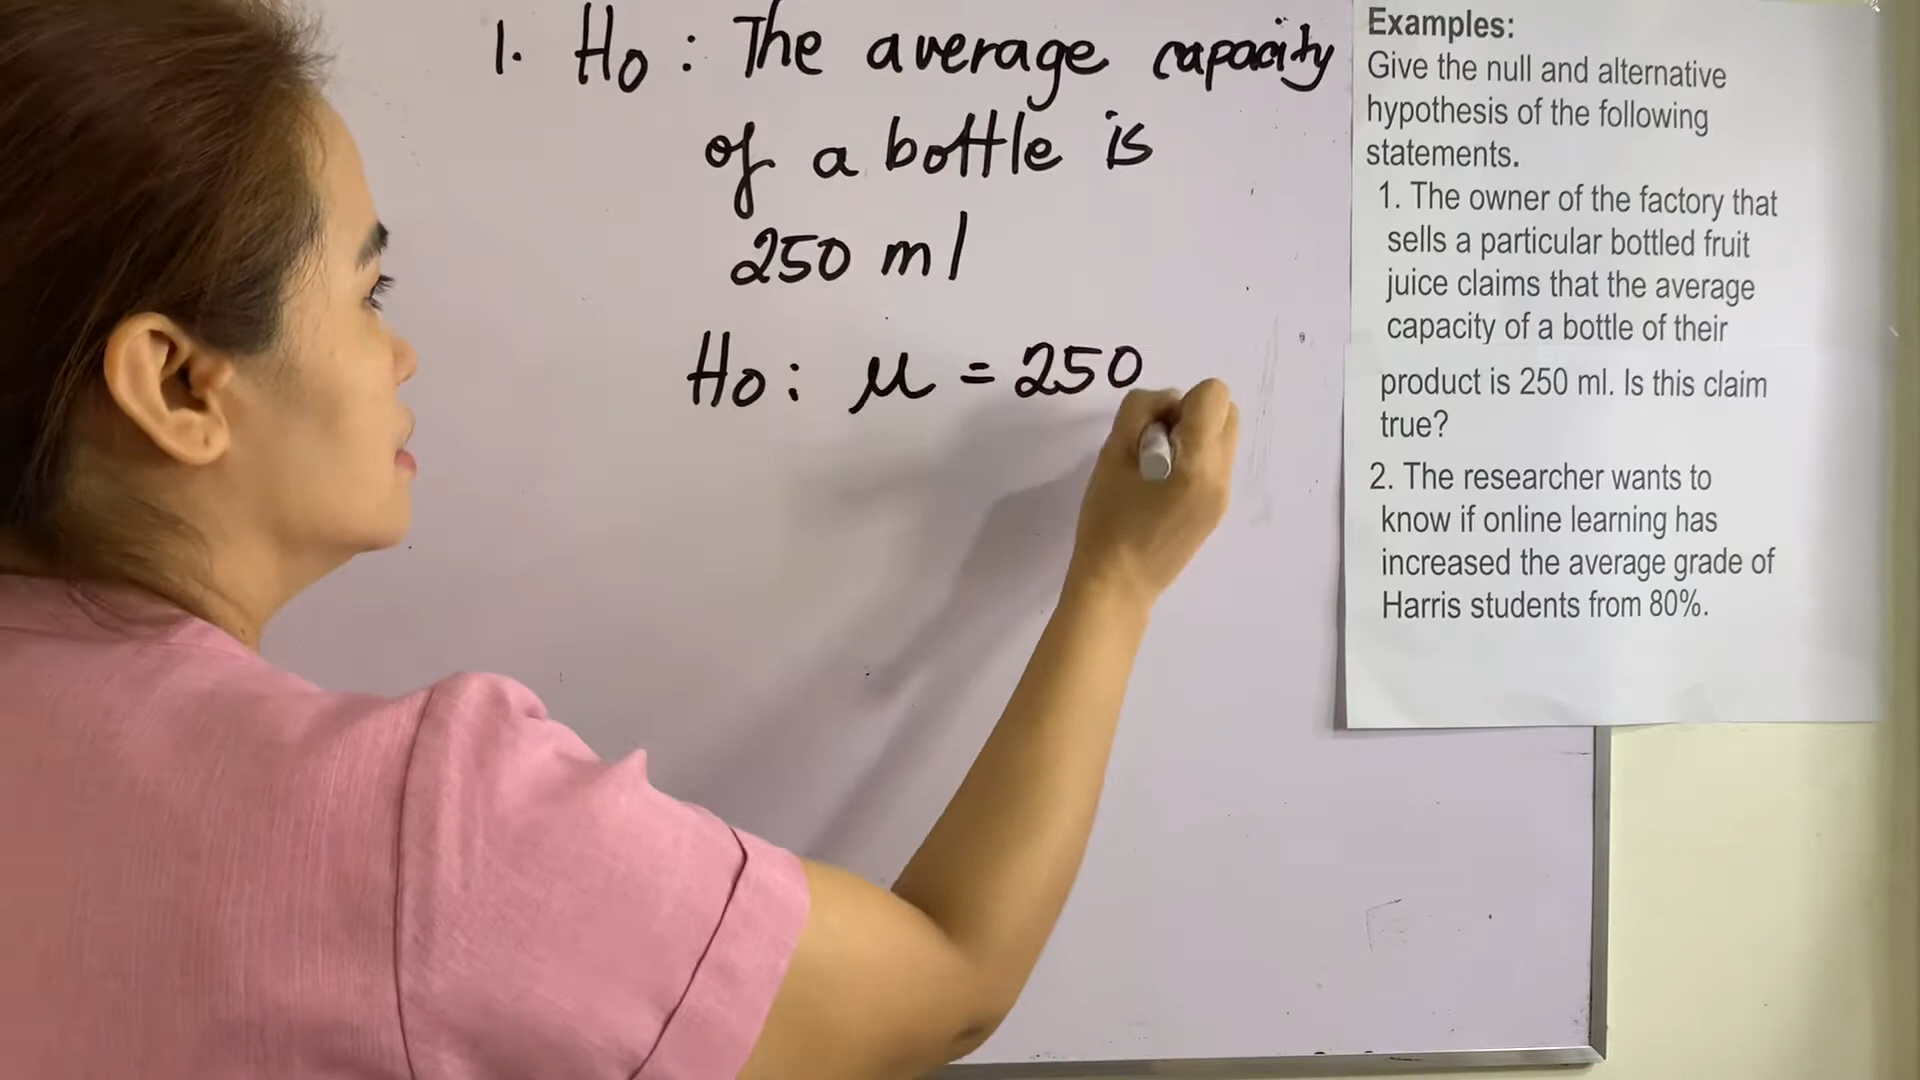 1. Ho : The average capacity
of a bottle is
250 ml
Ho : μ = 250
Examples:
Give the null and alternative
hypothesis of the following
statements.
1. The owner of the factory that
sells a particular bottled fruit
juice claims that the average
capacity of a bottle of their
product is 250 ml. Is this claim
true?
2. The researcher wants to
know if online learning has
increased the average grade of
Harris students from 80%.